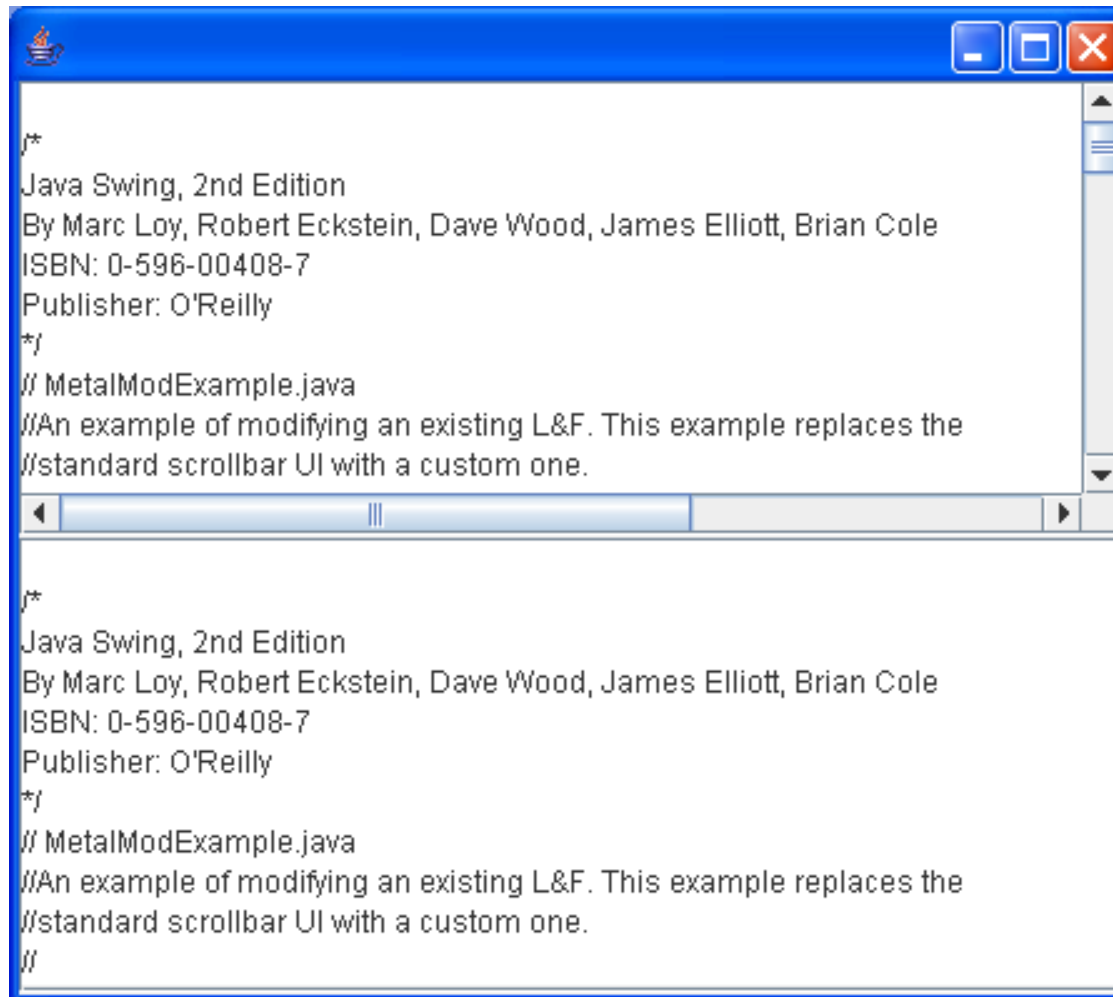 /*
Java Swing, 2nd Edition
By Marc Loy, Robert Eckstein, Dave Wood, James Elliott, Brian Cole
ISBN: 0-596-00408-7
Publisher: O'Reilly
*/
// MetalModExample.java
//An example of modifying an existing L&F. This example replaces the
//standard scrollbar UI with a custom one.
/*
Java Swing, 2nd Edition
By Marc Loy, Robert Eckstein, Dave Wood, James Elliott, Brian Cole
ISBN: 0-596-00408-7
Publisher: O'Reilly
*/
// MetalModExample.java
//An example of modifying an existing L&F. This example replaces the
//standard scrollbar UI with a custom one.
//